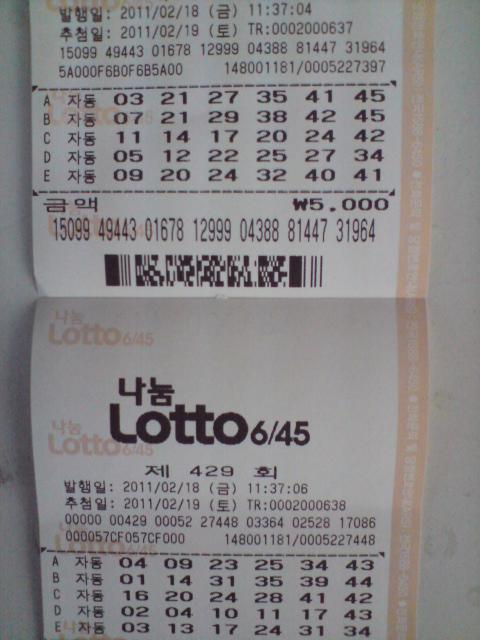 발행일: 2011/02/18 (금) 11:37:04
추첨일: 2011/02/19 (토) TR:0002000637
15099 49443 01678 12999 04388 81447 31964
5A000F6B0F6B5A00 148001181/0005227397
A 자동 03 21 27 35 41 45
B 자동 07 21 29 38 42 45
C 자동 11 14 17 20 24 42
D 자동 05 12 22 25 27 34
E 자동 09 20 24 32 40 41
금액 ₩5,000
15099 49443 01678 12999 04388 81447 31964
나눔
Lotto 6/45
나눔
Lotto 6/45
제 429 회
발행일: 2011/02/18 (금) 11:37:06
추첨일: 2011/02/19 (토) TR:0002000638
00000 00429 00052 27448 03364 02528 17086
000057CF057CF000 148001181/0005227448
A 자동 04 09 23 25 34 43
B 자동 01 14 31 35 39 44
C 자동 16 20 24 28 41 42
D 자동 02 04 10 11 17 43
E 자동 03 13 17 24 31 34